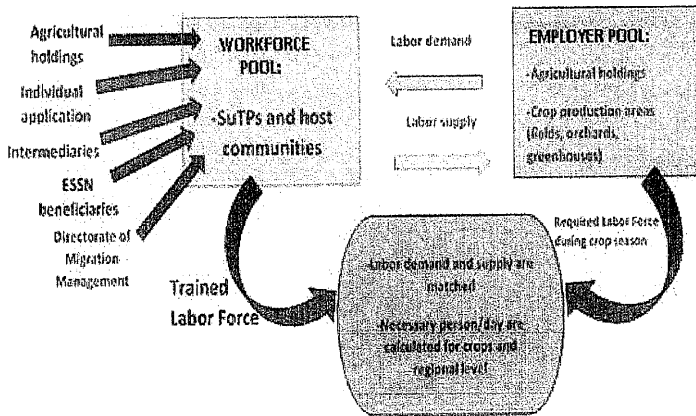 Agricultural
holdings
Individual
application
Intermediaries
ESSN
beneficiaries
Directorate of
Migration
Management
WORKFORCE
POOL:
-SuTPs and host
communities
Labor demand
Labor supply
EMPLOYER POOL:
-Agricultural holdings
-Crop production areas
(fields, orchards,
greenhouses)
Trained
Labor Force
Required Labor Force
during crop season
-Labor demand and supply are
matched
-Necessary person/day are
calculated for crops and
regional level